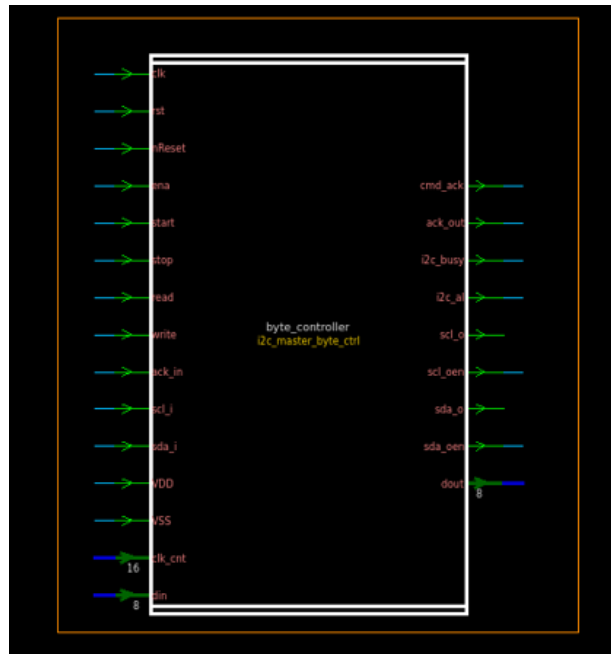 clk
rst
nReset
ena
start
stop
read
write
ack_in
scl_i
sda_i
VDD
VSS
clk_cnt
16
din
8
byte_controller
i2c_master_byte_ctrl
cmd_ack
ack_out
i2c_busy
i2c_al
scl_o
scl_oen
sda_o
sda_oen
dout
8